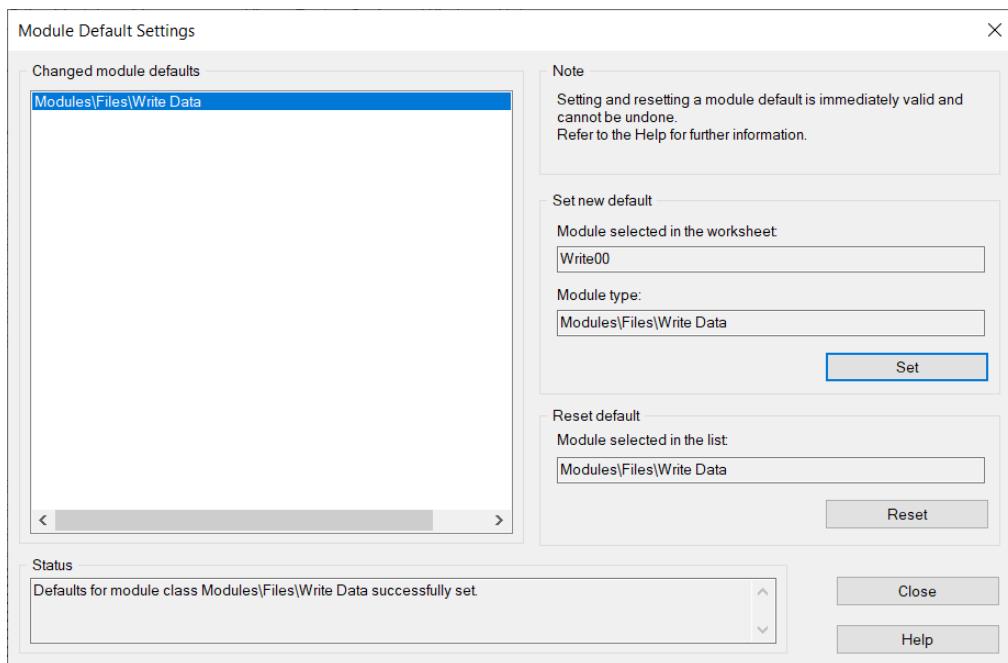 Module Default Settings
Changed module defaults
Modules\Files\Write Data
Note
Setting and resetting a module default is immediately valid and
cannot be undone.
Refer to the Help for further information.
Set new default
Module selected in the worksheet:
Write00
Module type:
Modules\Files\Write Data
Set
Reset default
Module selected in the list:
Modules\Files\Write Data
Reset
Status
Defaults for module class Modules\Files\Write Data successfully set.
Close
Help